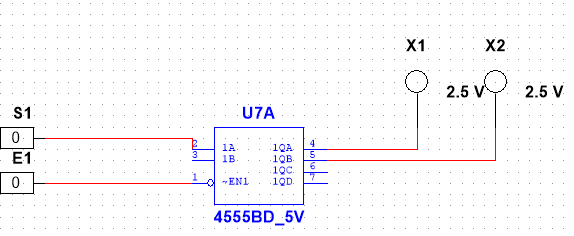 X1 X2
2.5 V 2.5 V
S1 U7A
0 2 1A 1QA 4
E1 3 1B 1QB 5
1QC 6
0 1 ~EN1 1QD 7
4555BD_5V